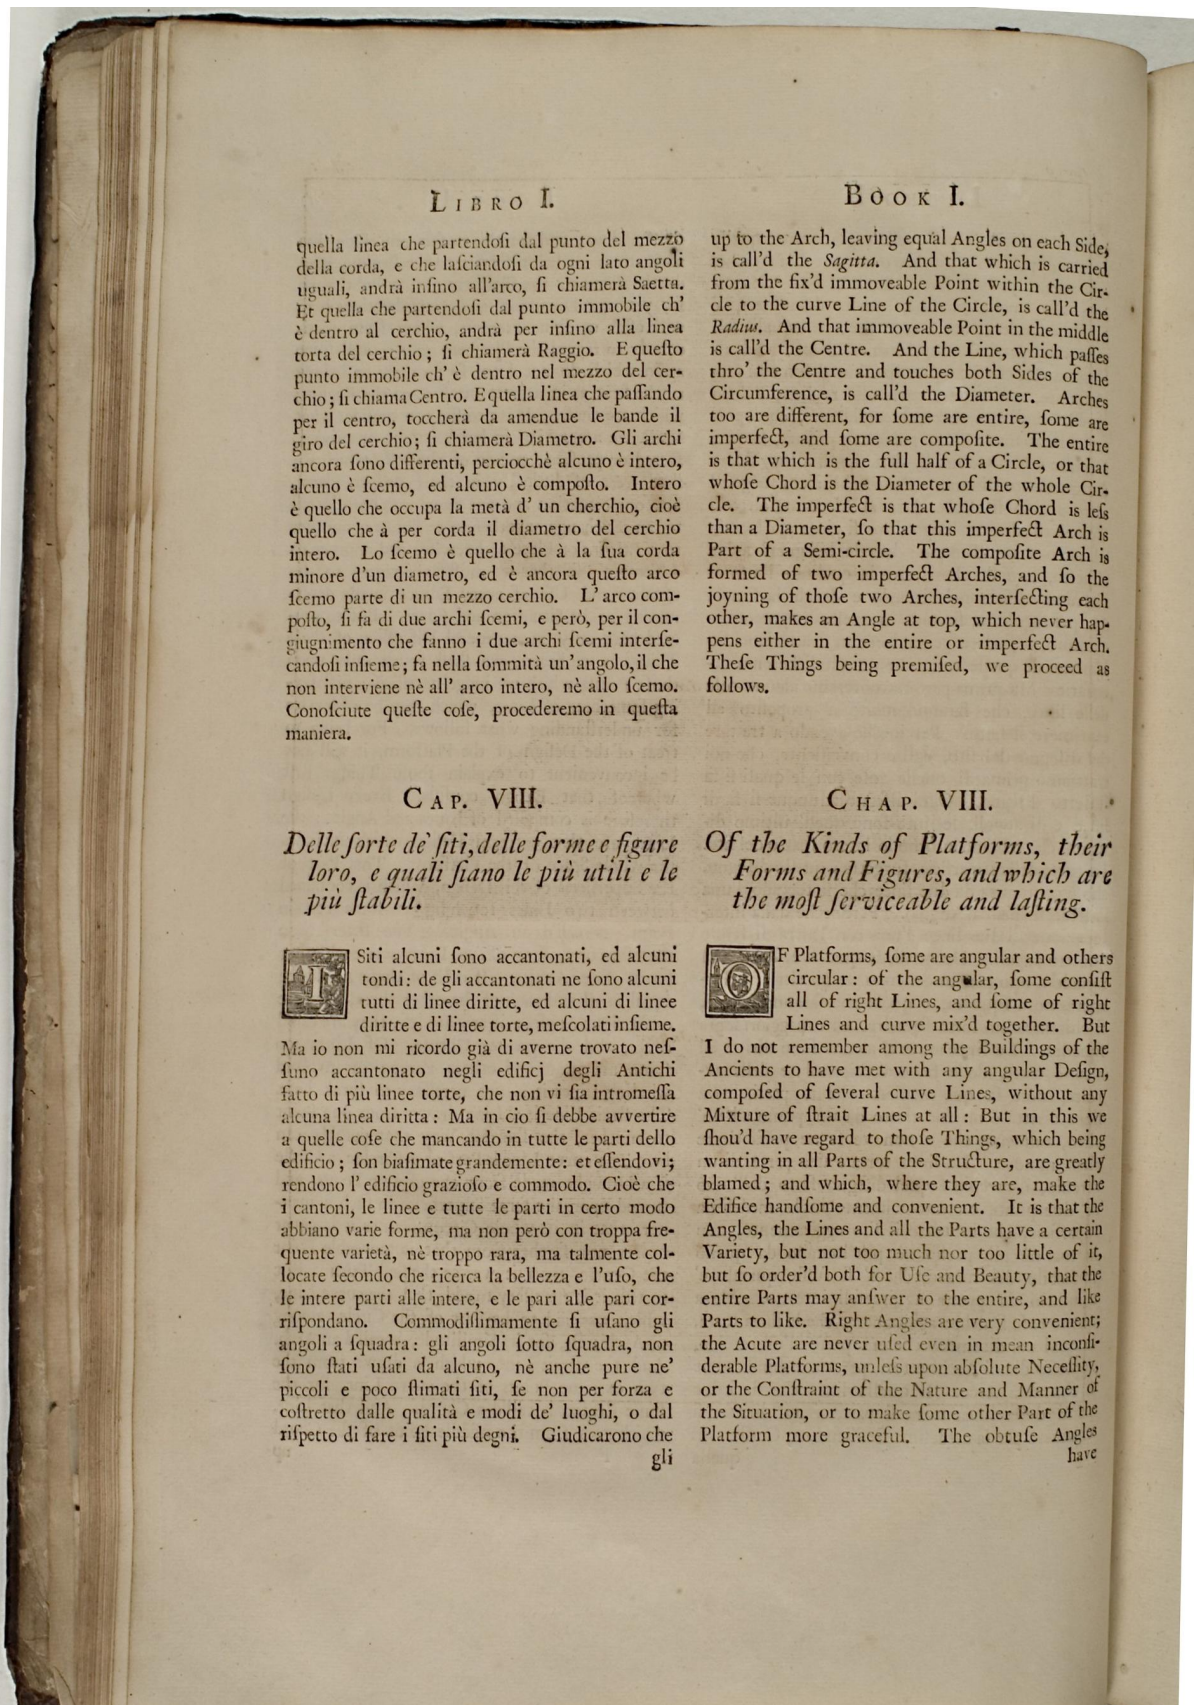 LIBRO I.
quella linea che partendoſi dal punto del mezzo
della corda, e che laſciandoſi da ogni lato angoli
uguali, andrà inſino all'arco, ſi chiamerà Saetta.
Et quella che partendoſi dal punto immobile ch'
è dentro al cerchio, andrà per inſino alla linea
torta del cerchio; ſi chiamerà Raggio. E queſto
punto immobile ch' è dentro nel mezzo del cer-
chio; ſi chiama Centro. E quella linea che paſſando
per il centro, toccherà da amendue le bande il
giro del cerchio; ſi chiamerà Diametro. Gli archi
ancora ſono differenti, perciocchè alcuno è intero,
alcuno è ſcemo, ed alcuno è compoſto. Intero
è quello che occupa la metà d' un cherchio, cioè
quello che à per corda il diametro del cerchio
intero. Lo ſcemo è quello che à la ſua corda
minore d'un diametro, ed è ancora queſto arco
ſcemo parte di un mezzo cerchio. L' arco com-
poſto, ſi fa di due archi ſcemi, e però, per il con-
giugnimento che fanno i due archi ſcemi interſe-
candoſi inſieme; fa nella ſommità un' angolo, il che
non interviene nè all' arco intero, nè allo ſcemo.
Conoſciute queſte coſe, procederemo in queſta
maniera.
CAP. VIII.
Delle ſorte dè ſiti, delle forme e figure
loro, e quali ſiano le più utili e le
più ſtabili.
I Siti alcuni ſono accantonati, ed alcuni
tondi: de gli accantonati ne ſono alcuni
tutti di linee diritte, ed alcuni di linee
diritte e di linee torte, meſcolati inſieme.
Ma io non mi ricordo già di averne trovato neſ-
ſuno accantonato negli edificj degli Antichi
fatto di più linee torte, che non vi ſia intromeſſa
alcuna linea diritta: Ma in cio ſi debbe avvertire
a quelle coſe che mancando in tutte le parti dello
edificio; ſon biaſimate grandemente: et eſſendovi;
rendono l' edificio grazioſo e commodo. Cioè che
i cantoni, le linee e tutte le parti in certo modo
abbiano varie forme, ma non però con troppa fre-
quente varietà, nè troppo rara, ma talmente col-
locate ſecondo che ricerca la bellezza e l'uſo, che
le intere parti alle intere, e le pari alle pari cor-
riſpondano. Commodiſſimamente ſi uſano gli
angoli a ſquadra: gli angoli ſotto ſquadra, non
ſono ſtati uſati da alcuno, nè anche pure ne'
piccoli e poco ſtimati ſiti, ſe non per forza e
coſtretto dalle qualità e modi de' luoghi, o dal
riſpetto di fare i ſiti più degni. Giudicarono che
gli
BOOK I.
up to the Arch, leaving equal Angles on each Side,
is call'd the Sagitta. And that which is carried
from the fix'd immoveable Point within the Cir-
cle to the curve Line of the Circle, is call'd the
Radius. And that immoveable Point in the middle
is call'd the Centre. And the Line, which paſſes
thro' the Centre and touches both Sides of the
Circumference, is call'd the Diameter. Arches
too are different, for ſome are entire, ſome are
imperfect, and ſome are compoſite. The entire
is that which is the full half of a Circle, or that
whoſe Chord is the Diameter of the whole Cir-
cle. The imperfect is that whoſe Chord is leſs
than a Diameter, ſo that this imperfect Arch is
Part of a Semi-circle. The compoſite Arch is
formed of two imperfect Arches, and ſo the
joyning of thoſe two Arches, interſecting each
other, makes an Angle at top, which never hap-
pens either in the entire or imperfect Arch.
Theſe Things being premiſed, we proceed as
follows.
CHAP. VIII.
Of the Kinds of Platforms, their
Forms and Figures, and which are
the moſt ſerviceable and laſting.
OF Platforms, ſome are angular and others
circular: of the angular, ſome conſiſt
all of right Lines, and ſome of right
Lines and curve mix'd together. But
I do not remember among the Buildings of the
Ancients to have met with any angular Deſign,
compoſed of ſeveral curve Lines, without any
Mixture of ſtrait Lines at all: But in this we
ſhou'd have regard to thoſe Things, which being
wanting in all Parts of the Structure, are greatly
blamed; and which, where they are, make the
Edifice handſome and convenient. It is that the
Angles, the Lines and all the Parts have a certain
Variety, but not too much nor too little of it,
but ſo order'd both for Uſe and Beauty, that the
entire Parts may anſwer to the entire, and like
Parts to like. Right Angles are very convenient;
the Acute are never uſed even in mean inconſi-
derable Platforms, unleſs upon abſolute Neceſſity,
or the Conſtraint of the Nature and Manner of
the Situation, or to make ſome other Part of the
Platform more graceful. The obtuſe Angles
have